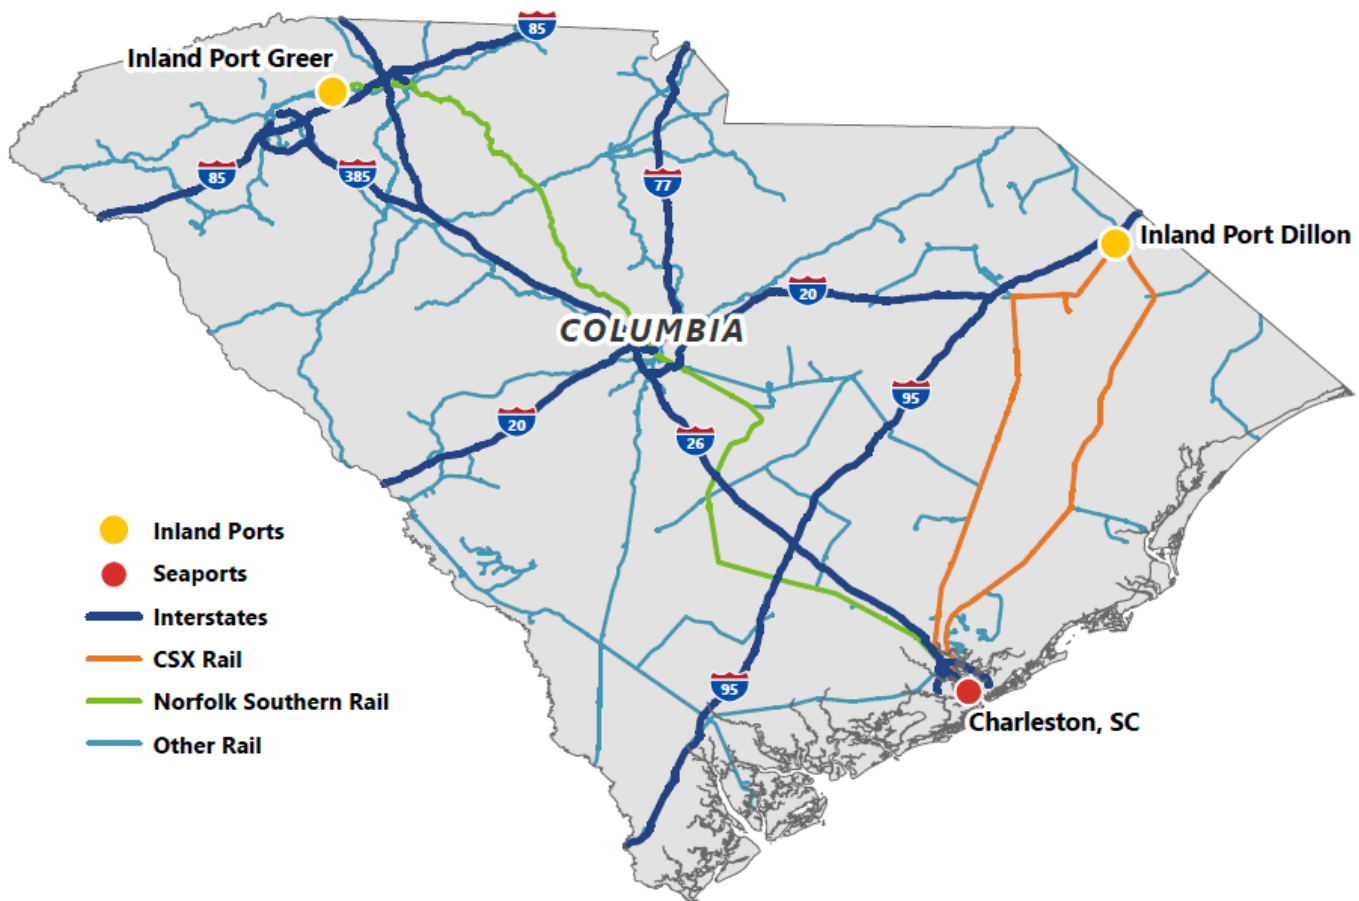 85
Inland Port Greer
85
385
77
Inland Port Dillon
20
COLUMBIA
95
20
26
Inland Ports
Seaports
Interstates
CSX Rail
Norfolk Southern Rail
Other Rail
95
Charleston, SC